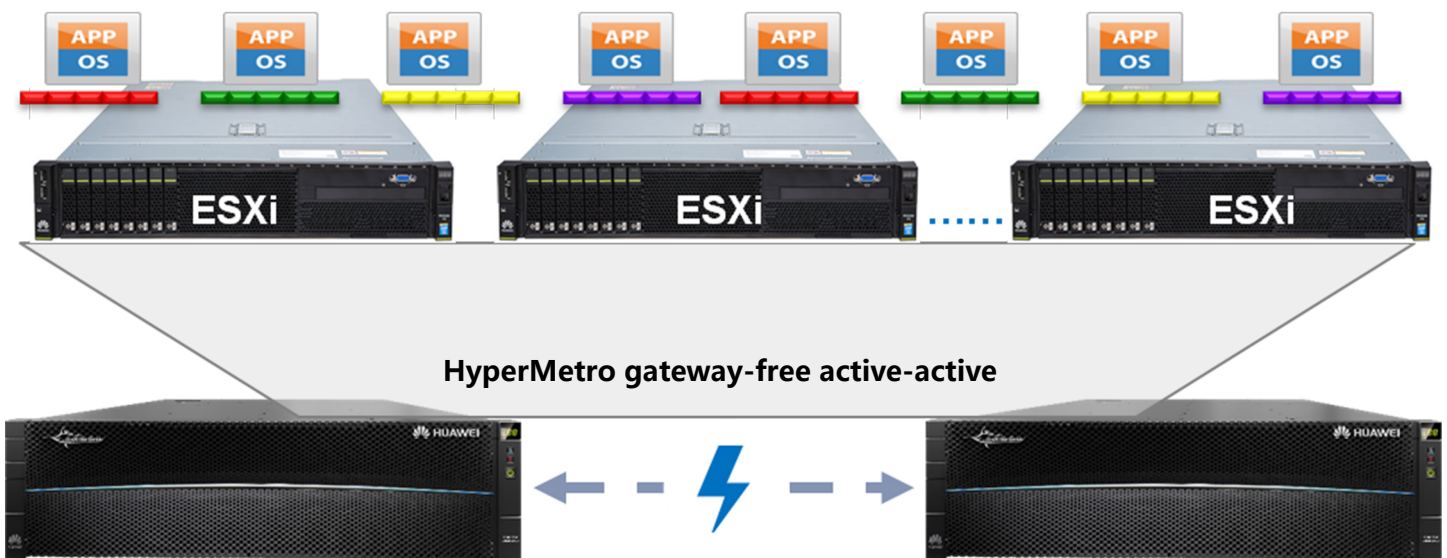 APP
OS
APP
OS
APP
OS
APP
OS
APP
OS
APP
OS
APP
OS
APP
OS
ESXi
ESXi
......
ESXi
HyperMetro gateway-free active-active
HUAWEI
HUAWEI